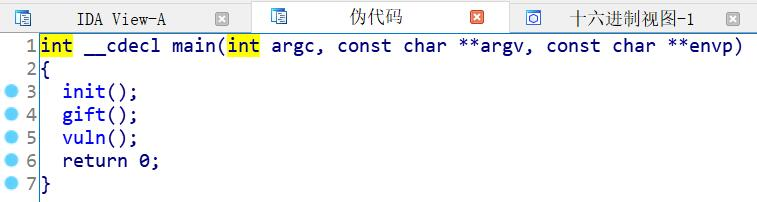 IDA View-A 伪代码 十六进制视图-1
1 int __cdecl main(int argc, const char **argv, const char **envp)
2 {
3   init();
4   gift();
5   vuln();
6   return 0;
7 }